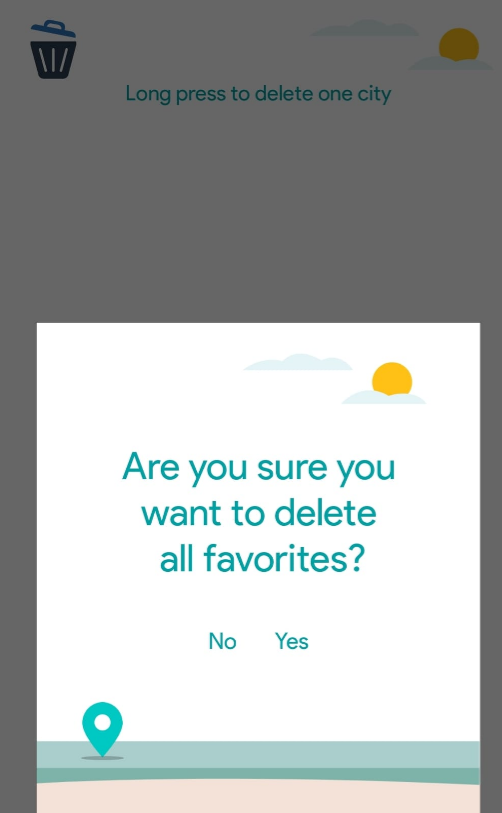 Long press to delete one city
Are you sure you
want to delete
all favorites?
No Yes